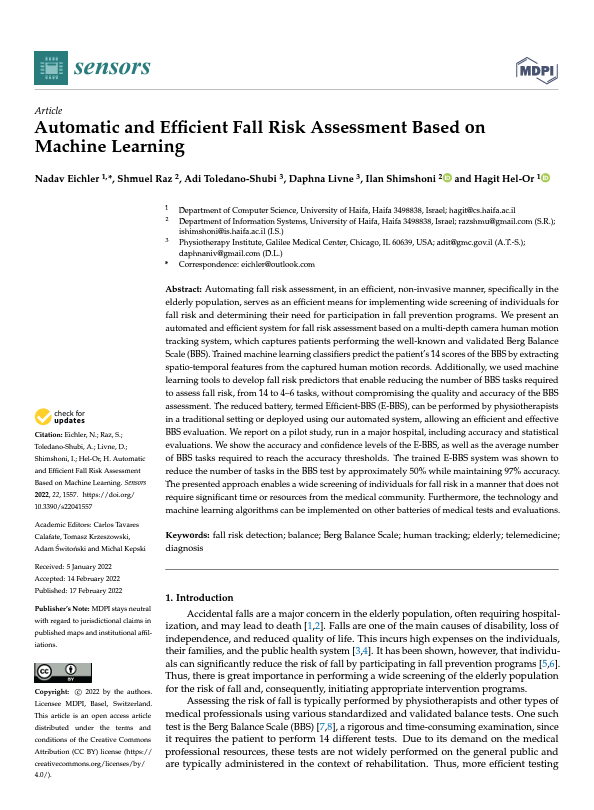 sensors
MDPI
Article
Automatic and Efficient Fall Risk Assessment Based on
Machine Learning
Nadav Eichler 1,*, Shmuel Raz 2, Adi Toledano-Shubi 3, Daphna Livne 3, Ilan Shimshoni 2 and Hagit Hel-Or 1
1 Department of Computer Science, University of Haifa, Haifa 3498838, Israel; hagit@cs.haifa.ac.il
2 Department of Information Systems, University of Haifa, Haifa 3498838, Israel; razshmu@gmail.com (S.R.);
ishimshoni@is.haifa.ac.il (I.S.)
3 Physiotherapy Institute, Galilee Medical Center, Chicago, IL 60639, USA; adit@gmc.gov.il (A.T.-S.);
daphnaniv@gmail.com (D.L.)
* Correspondence: eichler@outlook.com
Abstract: Automating fall risk assessment, in an efficient, non-invasive manner, specifically in the
elderly population, serves as an efficient means for implementing wide screening of individuals for
fall risk and determining their need for participation in fall prevention programs. We present an
automated and efficient system for fall risk assessment based on a multi-depth camera human motion
tracking system, which captures patients performing the well-known and validated Berg Balance
Scale (BBS). Trained machine learning classifiers predict the patient's 14 scores of the BBS by extracting
spatio-temporal features from the captured human motion records. Additionally, we used machine
learning tools to develop fall risk predictors that enable reducing the number of BBS tasks required
to assess fall risk, from 14 to 4–6 tasks, without compromising the quality and accuracy of the BBS
assessment. The reduced battery, termed Efficient-BBS (E-BBS), can be performed by physiotherapists
in a traditional setting or deployed using our automated system, allowing an efficient and effective
BBS evaluation. We report on a pilot study, run in a major hospital, including accuracy and statistical
evaluations. We show the accuracy and confidence levels of the E-BBS, as well as the average number
of BBS tasks required to reach the accuracy thresholds. The trained E-BBS system was shown to
reduce the number of tasks in the BBS test by approximately 50% while maintaining 97% accuracy.
The presented approach enables a wide screening of individuals for fall risk in a manner that does not
require significant time or resources from the medical community. Furthermore, the technology and
machine learning algorithms can be implemented on other batteries of medical tests and evaluations.
Keywords: fall risk detection; balance; Berg Balance Scale; human tracking; elderly; telemedicine;
diagnosis
check for
updates
Citation: Eichler, N.; Raz, S.;
Toledano-Shubi, A.; Livne, D.;
Shimshoni, I.; Hel-Or, H. Automatic
and Efficient Fall Risk Assessment
Based on Machine Learning. Sensors
2022, 22, 1557. https://doi.org/
10.3390/s22041557
Academic Editors: Carlos Tavares
Calafate, Tomasz Krzeszowski,
Adam Świtoński and Michal Kepski
Received: 5 January 2022
Accepted: 14 February 2022
Published: 17 February 2022
Publisher's Note: MDPI stays neutral
with regard to jurisdictional claims in
published maps and institutional affil-
iations.
CC BY
Copyright: © 2022 by the authors.
Licensee MDPI, Basel, Switzerland.
This article is an open access article
distributed under the terms and
conditions of the Creative Commons
Attribution (CC BY) license (https://
creativecommons.org/licenses/by/
4.0/).
1. Introduction
Accidental falls are a major concern in the elderly population, often requiring hospital-
ization, and may lead to death [1,2]. Falls are one of the main causes of disability, loss of
independence, and reduced quality of life. This incurs high expenses on the individuals,
their families, and the public health system [3,4]. It has been shown, however, that individu-
als can significantly reduce the risk of fall by participating in fall prevention programs [5,6].
Thus, there is great importance in performing a wide screening of the elderly population
for the risk of fall and, consequently, initiating appropriate intervention programs.
Assessing the risk of fall is typically performed by physiotherapists and other types of
medical professionals using various standardized and validated balance tests. One such
test is the Berg Balance Scale (BBS) [7,8], a rigorous and time-consuming examination, since
it requires the patient to perform 14 different tests. Due to its demand on the medical
professional resources, these tests are not widely performed on the general public and
are typically administered in the context of rehabilitation. Thus, more efficient testing